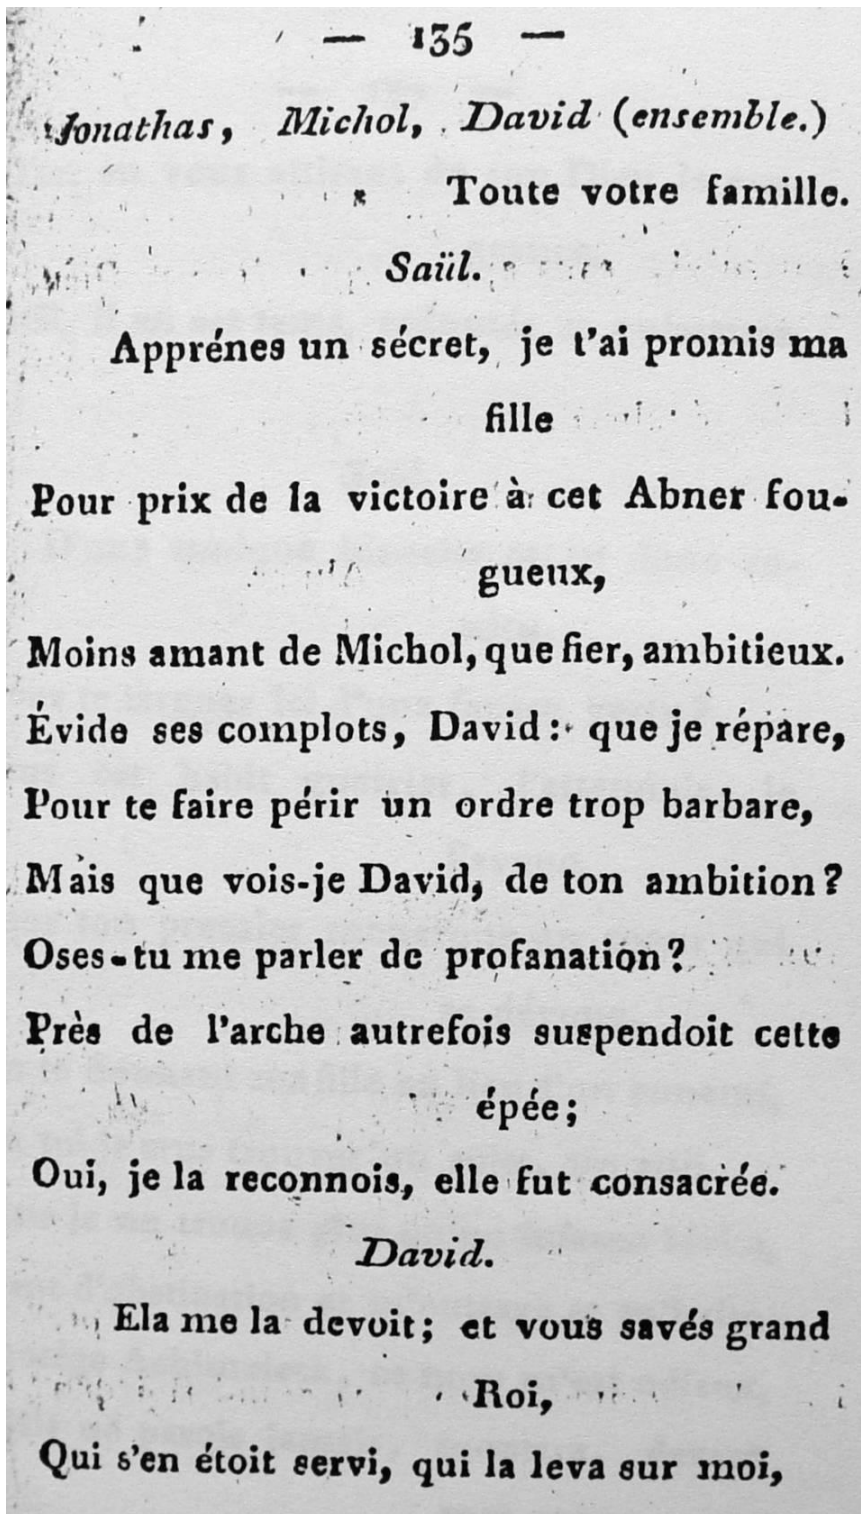 — 135 —
Jonathas, Michol, David (ensemble.)
Toute votre famille.
Saül.
Apprénes un sécret, je t'ai promis ma
fille
Pour prix de la victoire à cet Abner fou-
gueux,
Moins amant de Michol, que fier, ambitieux.
Évide ses complots, David: que je répare,
Pour te faire périr un ordre trop barbare,
Mais que vois-je David, de ton ambition?
Oses-tu me parler de profanation?
Près de l'arche autrefois suspendoit cette
épée;
Oui, je la reconnois, elle fut consacrée.
David.
Ela me la devoit; et vous savés grand
Roi,
Qui s'en étoit servi, qui la leva sur moi,